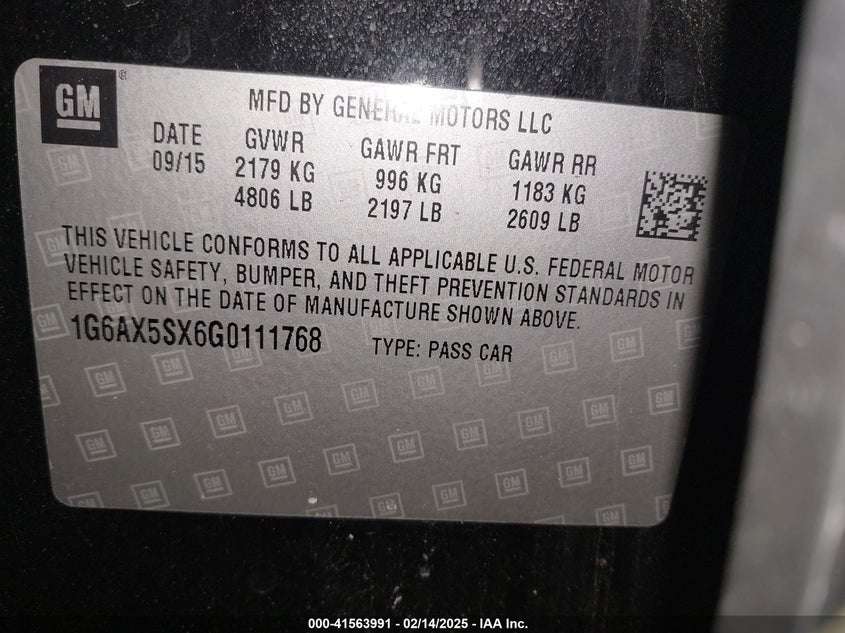 GM
MFD BY GENERAL MOTORS LLC
DATE GVWR GAWR FRT GAWR RR
09/15 2179 KG 996 KG 1183 KG
4806 LB 2197 LB 2609 LB
THIS VEHICLE CONFORMS TO ALL APPLICABLE U.S. FEDERAL MOTOR
VEHICLE SAFETY, BUMPER, AND THEFT PREVENTION STANDARDS IN
EFFECT ON THE DATE OF MANUFACTURE SHOWN ABOVE.
1G6AX5SX6G0111768 TYPE: PASS CAR
000-41563991 — 02/14/2025 — IAA Inc.